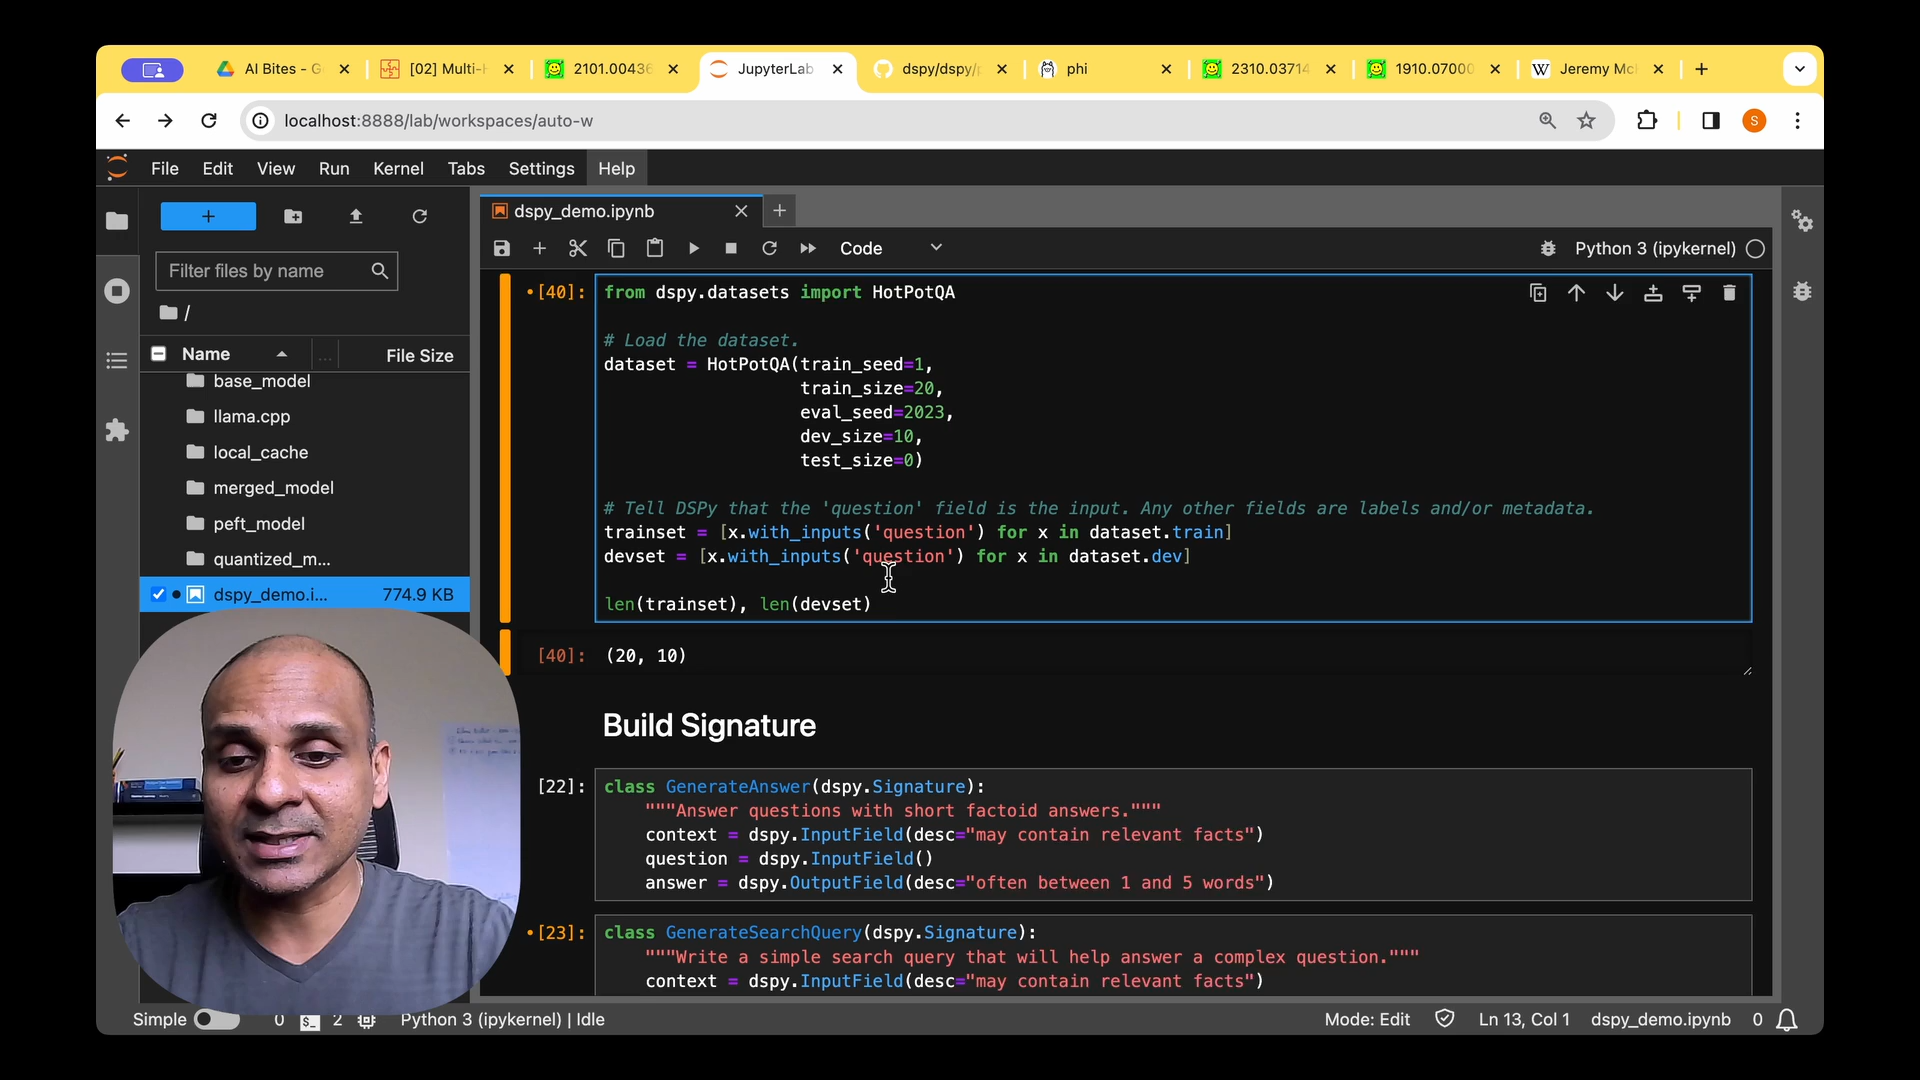 AI Bites - G
[02] Multi-H
2101.00436
JupyterLab
dspy/dspy/p
phi
2310.03714
1910.07000
Jeremy Mc
localhost:8888/lab/workspaces/auto-w
S
File Edit View Run Kernel Tabs Settings Help
dspy_demo.ipynb
Code
Python 3 (ipykernel)
Filter files by name
/
Name ... File Size
base_model
llama.cpp
local_cache
merged_model
peft_model
quantized_m...
dspy_demo.i... 774.9 KB
[40]: from dspy.datasets import HotPotQA
# Load the dataset.
dataset = HotPotQA(train_seed=1,
train_size=20,
eval_seed=2023,
dev_size=10,
test_size=0)
# Tell DSPy that the 'question' field is the input. Any other fields are labels and/or metadata.
trainset = [x.with_inputs('question') for x in dataset.train]
devset = [x.with_inputs('question') for x in dataset.dev]
len(trainset), len(devset)
[40]: (20, 10)
Build Signature
[22]: class GenerateAnswer(dspy.Signature):
"""Answer questions with short factoid answers."""
context = dspy.InputField(desc="may contain relevant facts")
question = dspy.InputField()
answer = dspy.OutputField(desc="often between 1 and 5 words")
[23]: class GenerateSearchQuery(dspy.Signature):
"""Write a simple search query that will help answer a complex question."""
context = dspy.InputField(desc="may contain relevant facts")
Simple 0 2 Python 3 (ipykernel) | Idle Mode: Edit Ln 13, Col 1 dspy_demo.ipynb 0